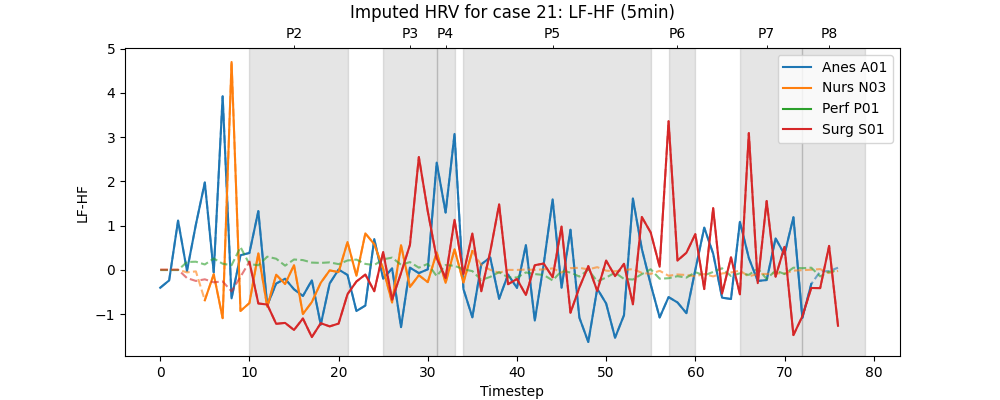 Imputed HRV for case 21: LF-HF (5min)
P2 P3 P4 P5 P6 P7 P8
Anes A01
Nurs N03
Perf P01
Surg S01
LF-HF
5
4
3
2
1
0
−1
0 10 20 30 40 50 60 70 80
Timestep